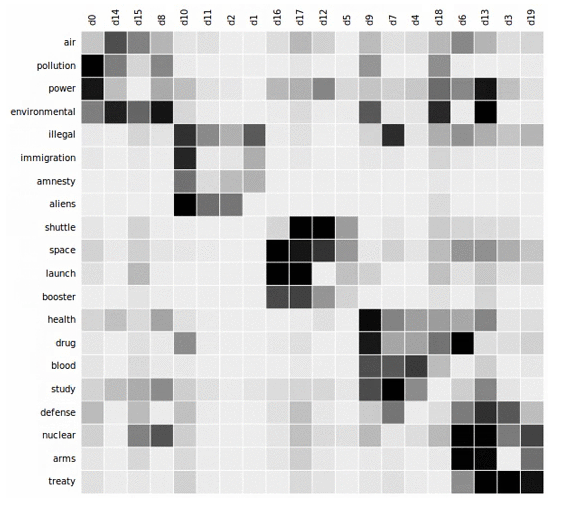 d0 d14 d15 d8 d10 d11 d2 d1 d16 d17 d12 d5 d9 d7 d4 d18 d6 d13 d3 d19
air
pollution
power
environmental
illegal
immigration
amnesty
aliens
shuttle
space
launch
booster
health
drug
blood
study
defense
nuclear
arms
treaty